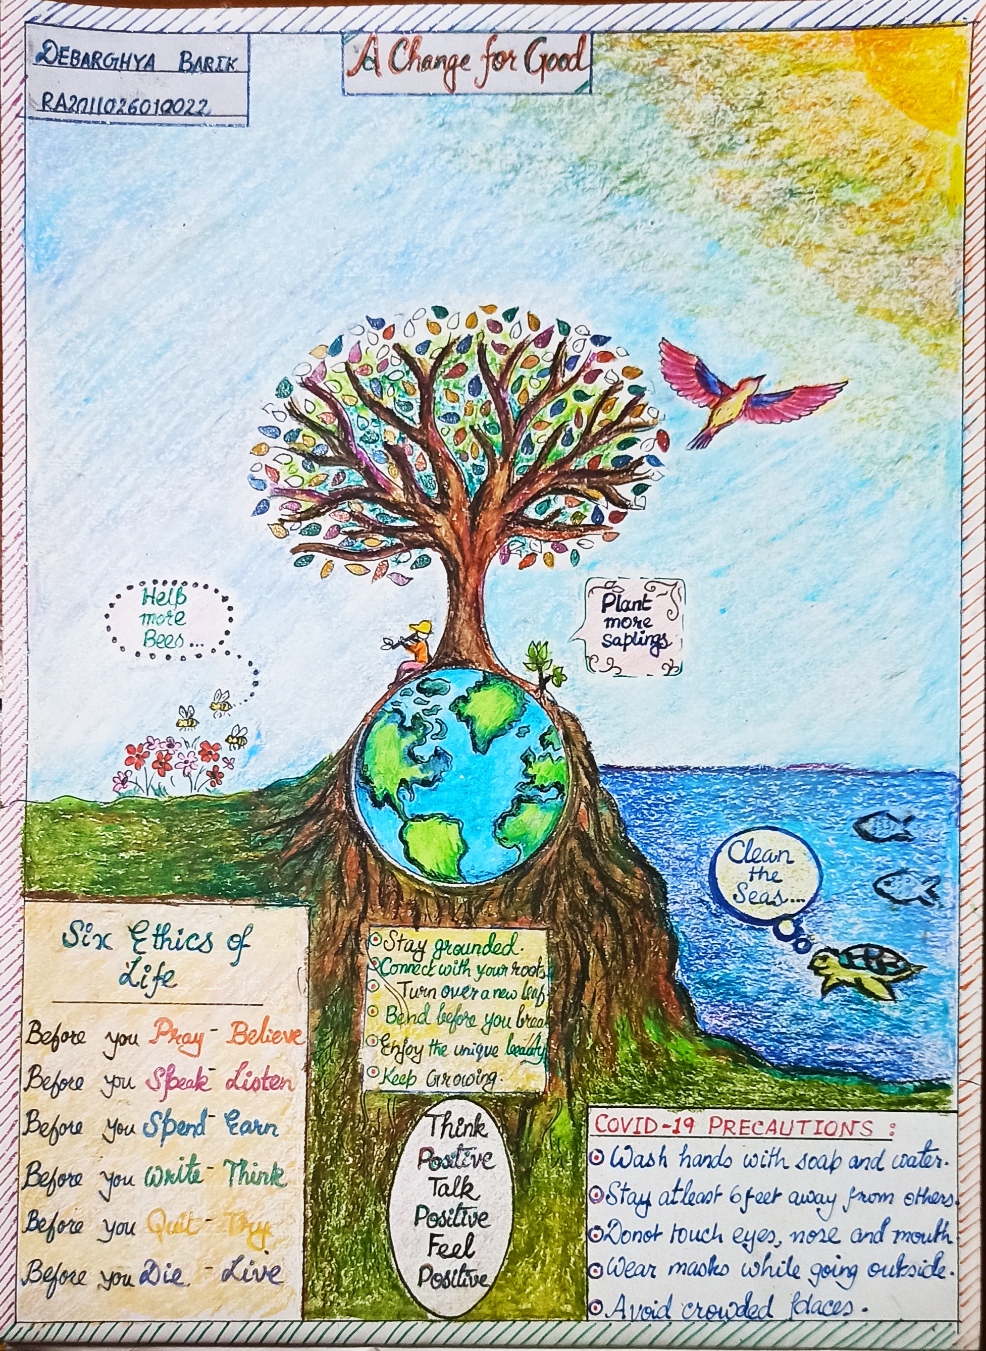 DEBARGHYA BARIK
RA2011026010022
A Change for Good
Help
more
Bees...
Plant
more
saplings
Clean
the
Seas...
Six Ethics of
Life
Before you Pray - Believe
Before you Speak - Listen
Before you Spend - Earn
Before you Write - Think
Before you Quit - Try
Before you Die - Live
Stay grounded.
Connect with your roots
Turn over a new leaf
Bend before you break
Enjoy the unique beauty
Keep Growing.
Think
Positive
Talk
Positive
Feel
Positive
COVID-19 PRECAUTIONS :
Wash hands with soap and water.
Stay atleast 6 feet away from others.
Donot touch eyes, nose and mouth
Wear masks while going outside.
Avoid crowded places.